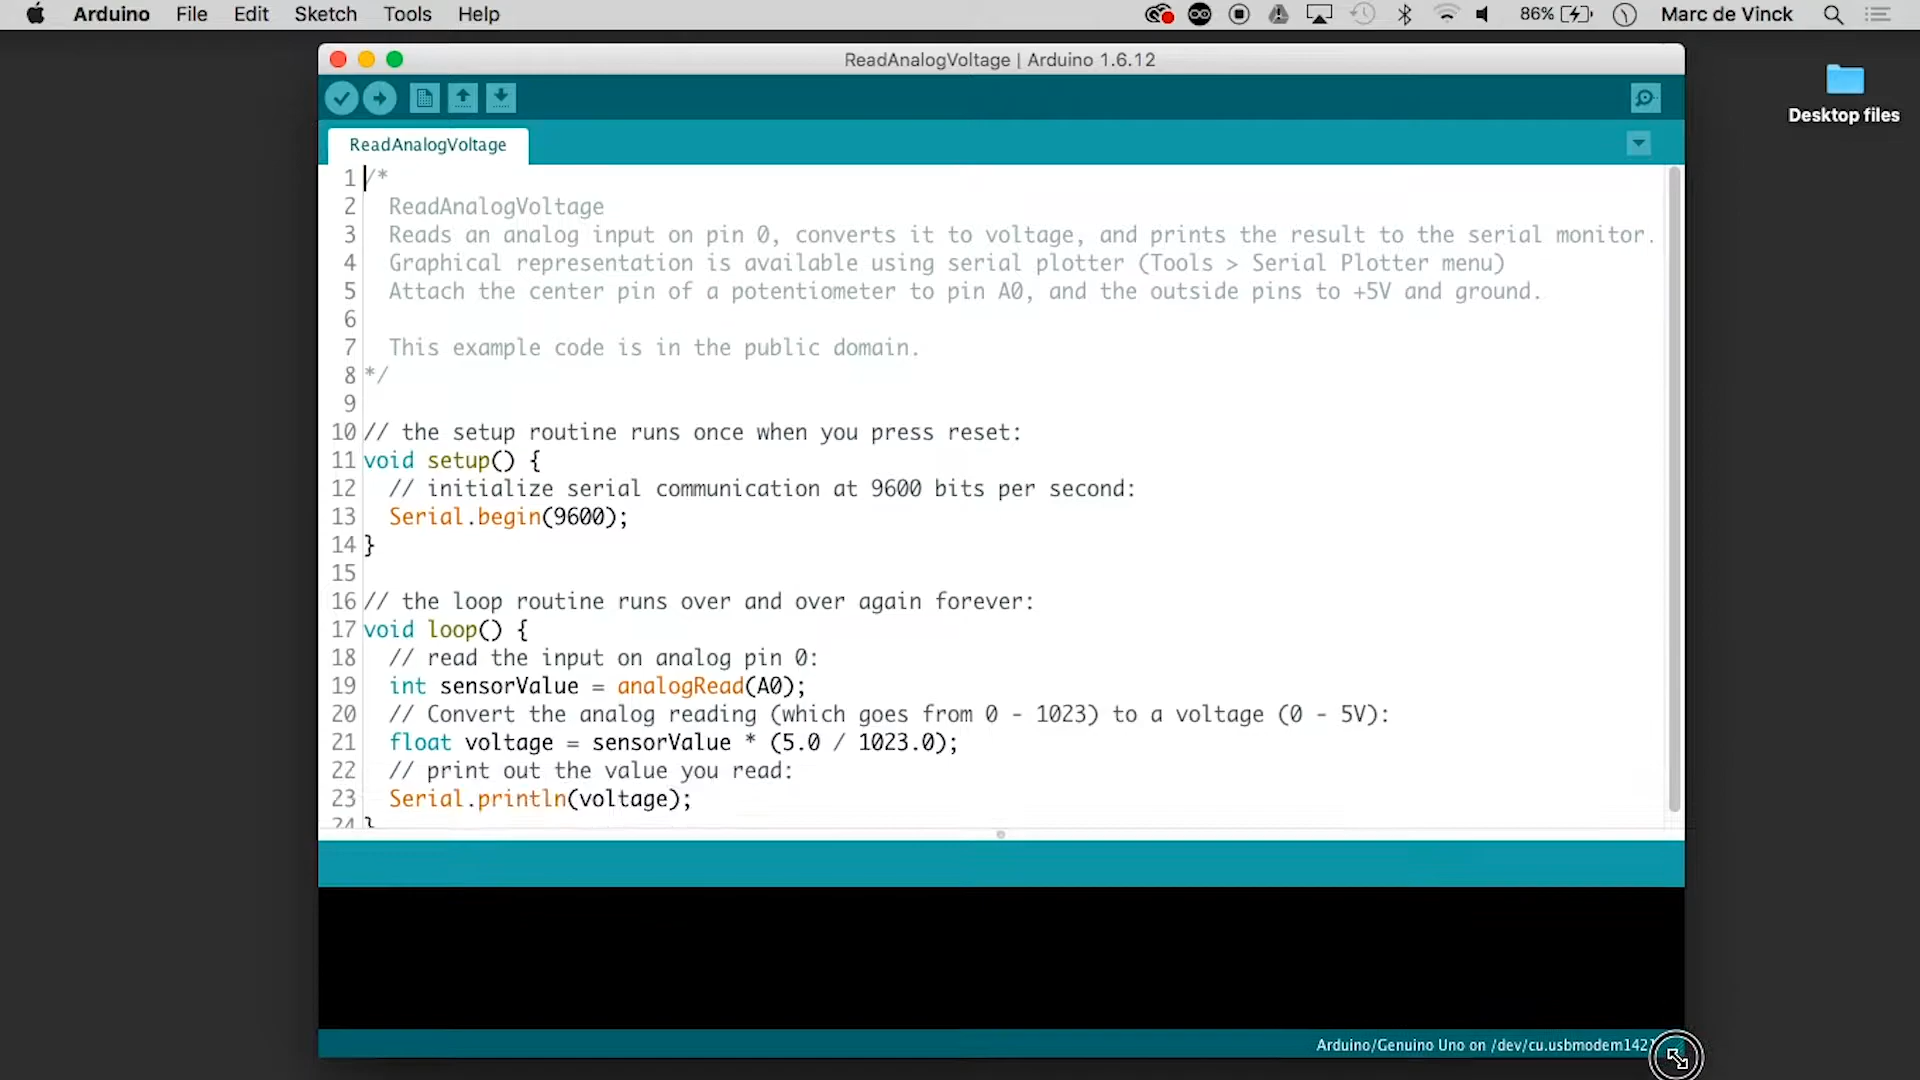 Arduino File Edit Sketch Tools Help 86% Marc de Vinck
ReadAnalogVoltage | Arduino 1.6.12
Desktop files
ReadAnalogVoltage
1 /*
2 ReadAnalogVoltage
3 Reads an analog input on pin 0, converts it to voltage, and prints the result to the serial monitor.
4 Graphical representation is available using serial plotter (Tools > Serial Plotter menu)
5 Attach the center pin of a potentiometer to pin A0, and the outside pins to +5V and ground.
6
7 This example code is in the public domain.
8 */
9
10 // the setup routine runs once when you press reset:
11 void setup() {
12 // initialize serial communication at 9600 bits per second:
13 Serial.begin(9600);
14 }
15
16 // the loop routine runs over and over again forever:
17 void loop() {
18 // read the input on analog pin 0:
19 int sensorValue = analogRead(A0);
20 // Convert the analog reading (which goes from 0 - 1023) to a voltage (0 - 5V):
21 float voltage = sensorValue * (5.0 / 1023.0);
22 // print out the value you read:
23 Serial.println(voltage);
24 }
Arduino/Genuino Uno on /dev/cu.usbmodem142